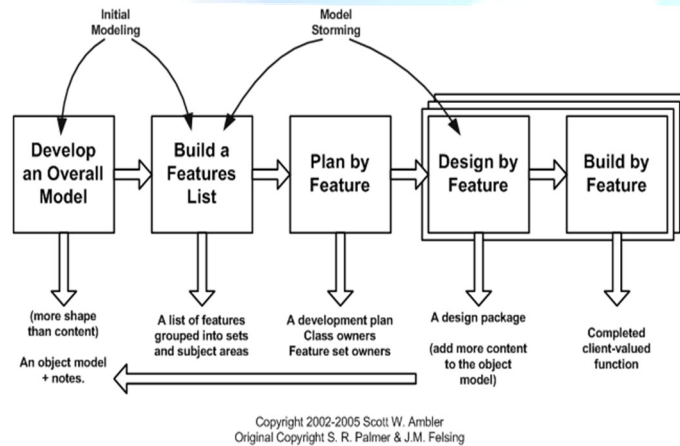 Initial
Modeling
Model
Storming
Develop
an Overall
Model
Build a
Features
List
Plan by
Feature
Design by
Feature
Build by
Feature
(more shape
than content)
An object model
+ notes.
A list of features
grouped into sets
and subject areas
A development plan
Class owners
Feature set owners
A design package
(add more content
to the object
model)
Completed
client-valued
function
Copyright 2002-2005 Scott W. Ambler
Original Copyright S. R. Palmer & J.M. Felsing